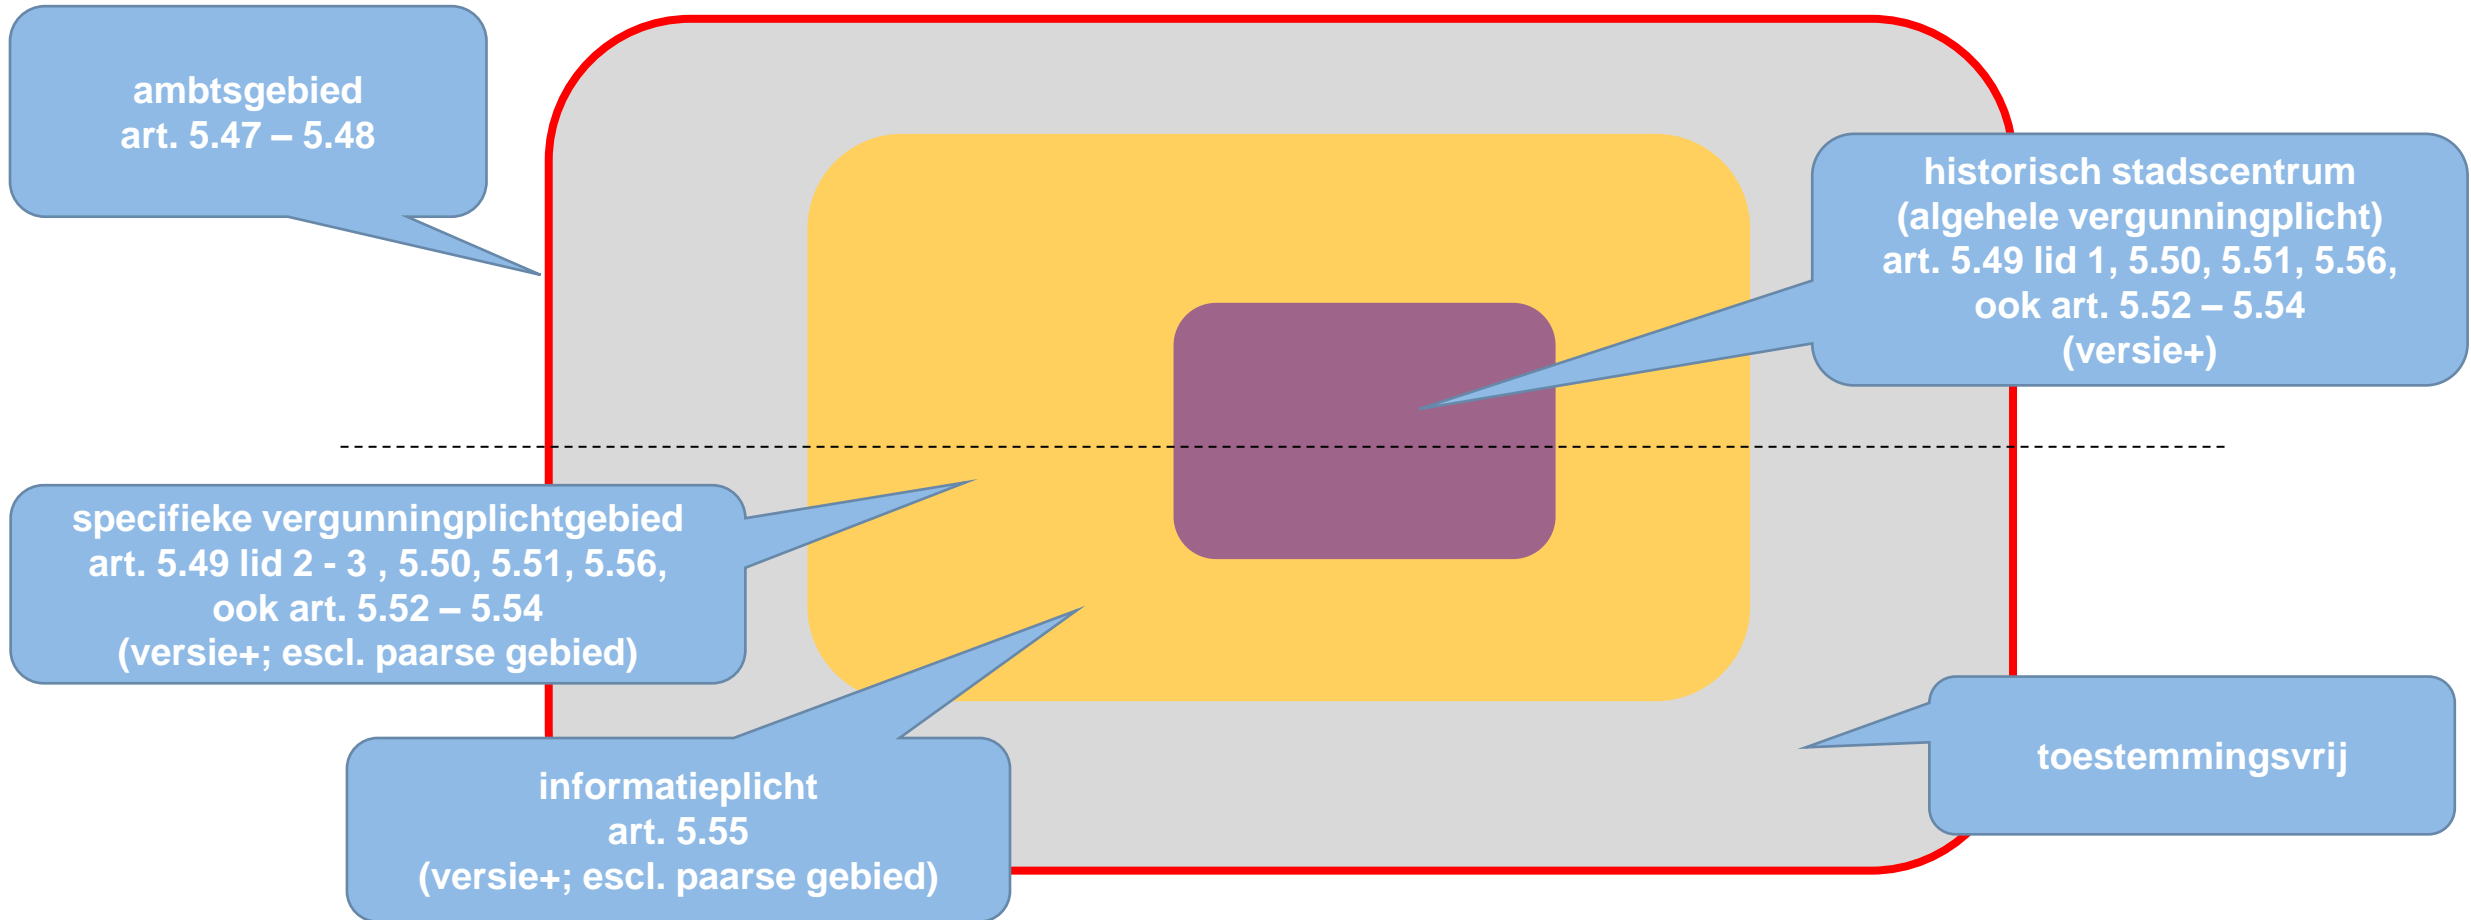 ambtsgebied
art. 5.47 – 5.48
historisch stadscentrum
(algehele vergunningplicht)
art. 5.49 lid 1, 5.50, 5.51, 5.56,
ook art. 5.52 – 5.54
(versie+)
specifieke vergunningplichtgebied
art. 5.49 lid 2 - 3 , 5.50, 5.51, 5.56,
ook art. 5.52 – 5.54
(versie+; escl. paarse gebied)
informatieplicht
art. 5.55
(versie+; escl. paarse gebied)
toestemmingsvrij